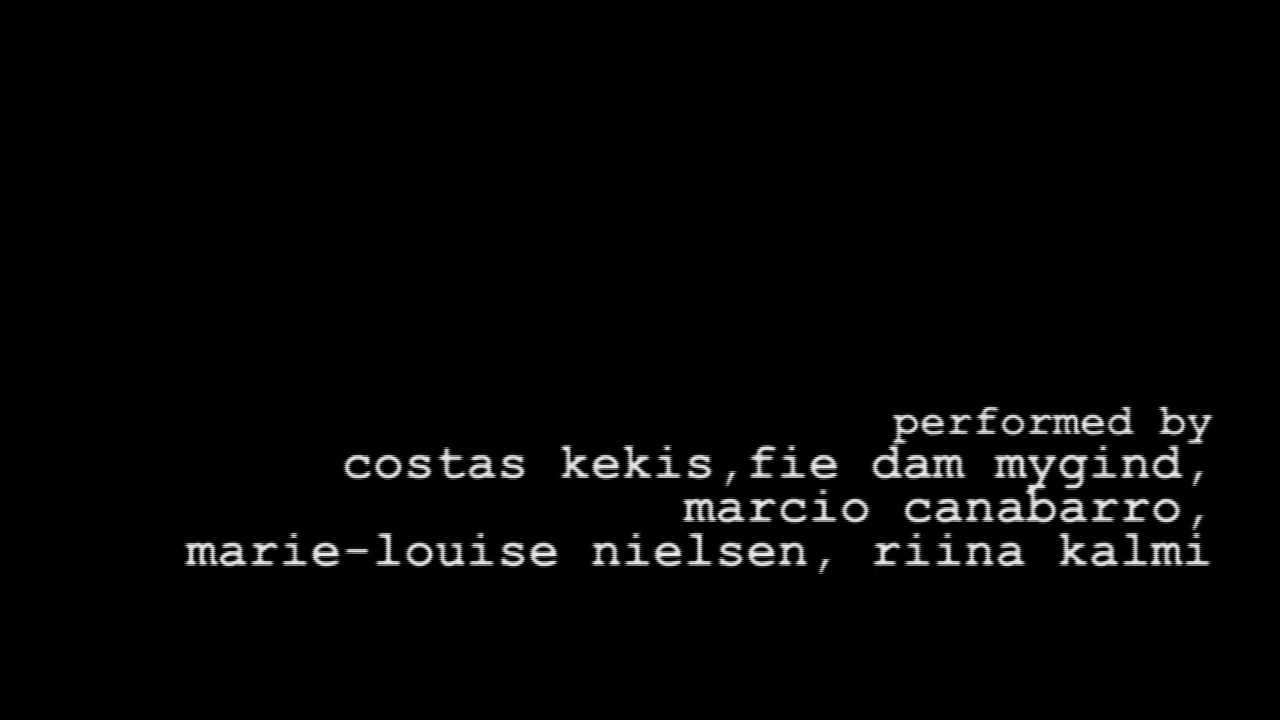 performed by
costas kekis,fie dam mygind,
marcio canabarro,
marie-louise nielsen, riina kalmi